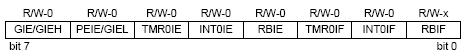 R/W-0 R/W-0 R/W-0 R/W-0 R/W-0 R/W-0 R/W-0 R/W-x
GIE/GIEH PEIE/GIEL TMR0IE INT0IE RBIE TMR0IF INT0IF RBIF
bit 7 bit 0